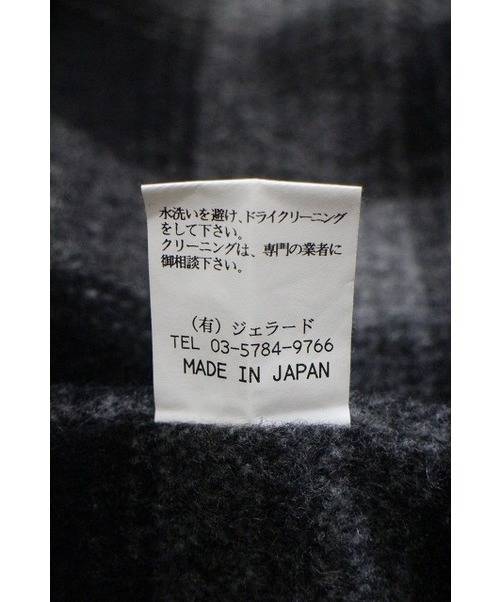 水洗いを避け、ドライクリーニング
をして下さい。
クリーニングは、専門の業者に
御相談下さい。
(有)ジェラード
TEL 03-5784-9766
MADE IN JAPAN